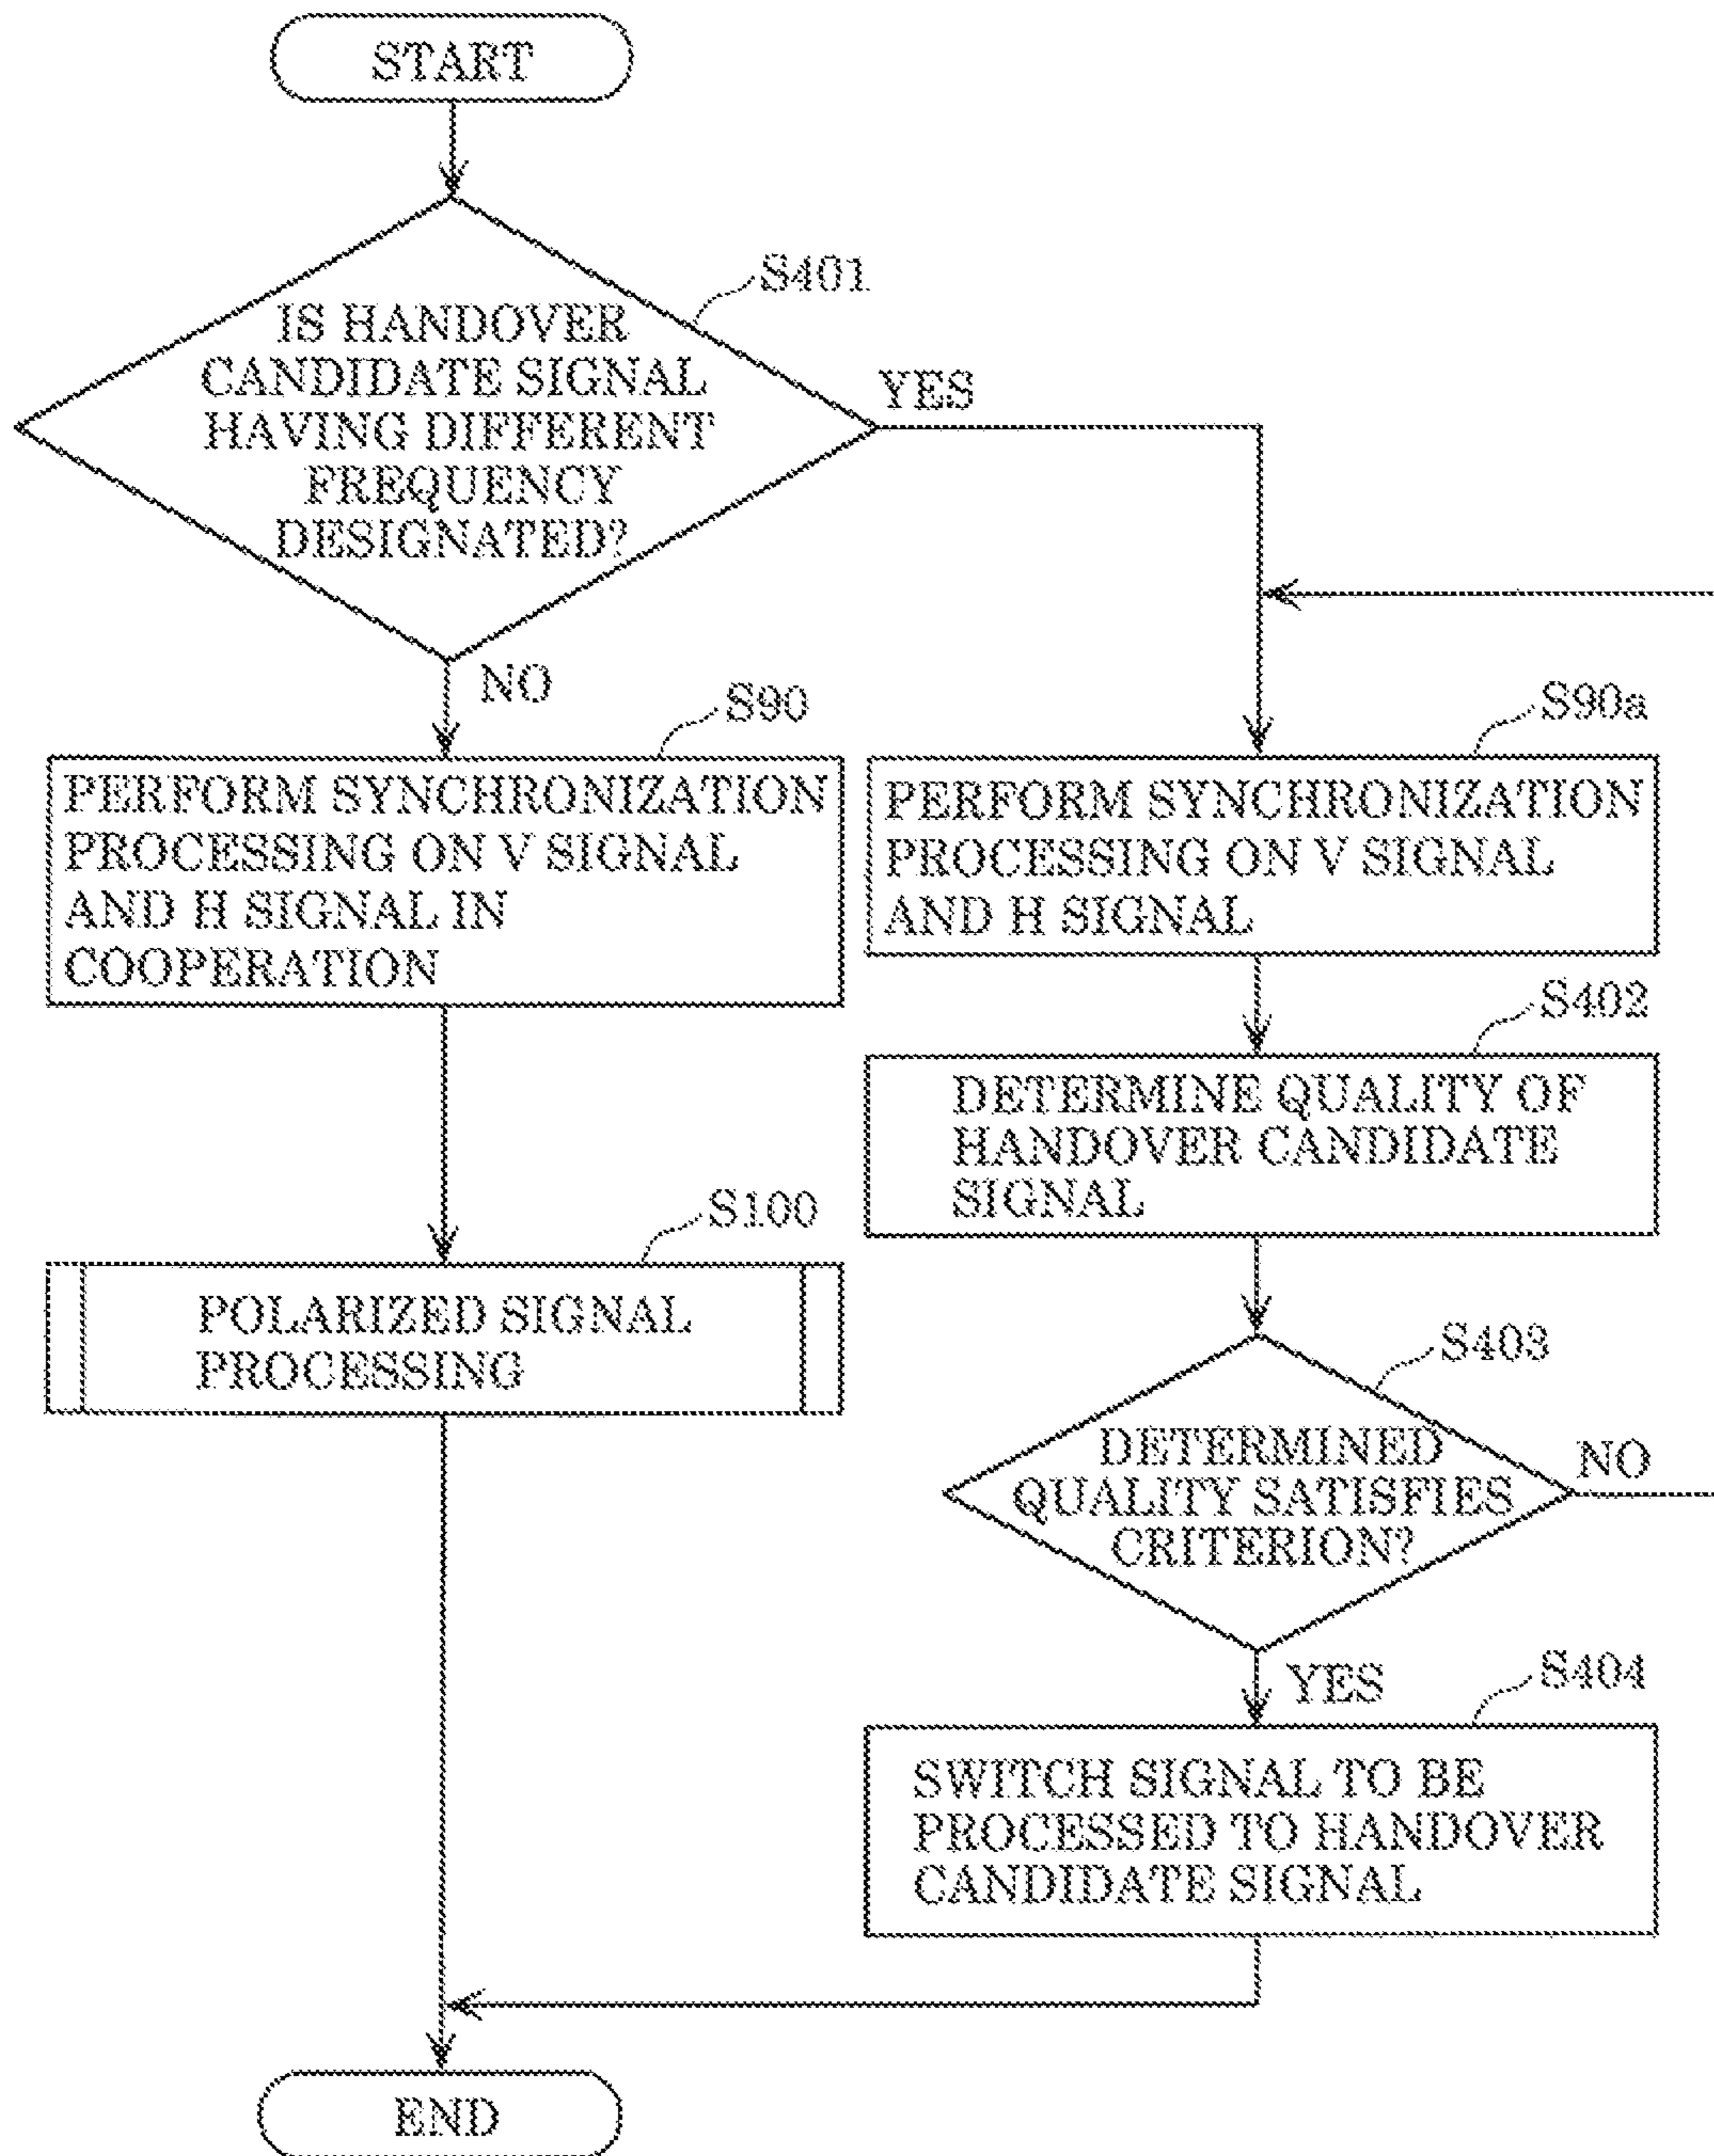 START
S401
IS HANDOVER
CANDIDATE SIGNAL
HAVING DIFFERENT
FREQUENCY
DESIGNATED?
YES
NO
S90
PERFORM SYNCHRONIZATION
PROCESSING ON V SIGNAL
AND H SIGNAL IN
COOPERATION
S100
POLARIZED SIGNAL
PROCESSING
S90a
PERFORM SYNCHRONIZATION
PROCESSING ON V SIGNAL
AND H SIGNAL
S402
DETERMINE QUALITY OF
HANDOVER CANDIDATE
SIGNAL
S403
DETERMINED
QUALITY SATISFIES
CRITERION?
NO
YES
S404
SWITCH SIGNAL TO BE
PROCESSED TO HANDOVER
CANDIDATE SIGNAL
END